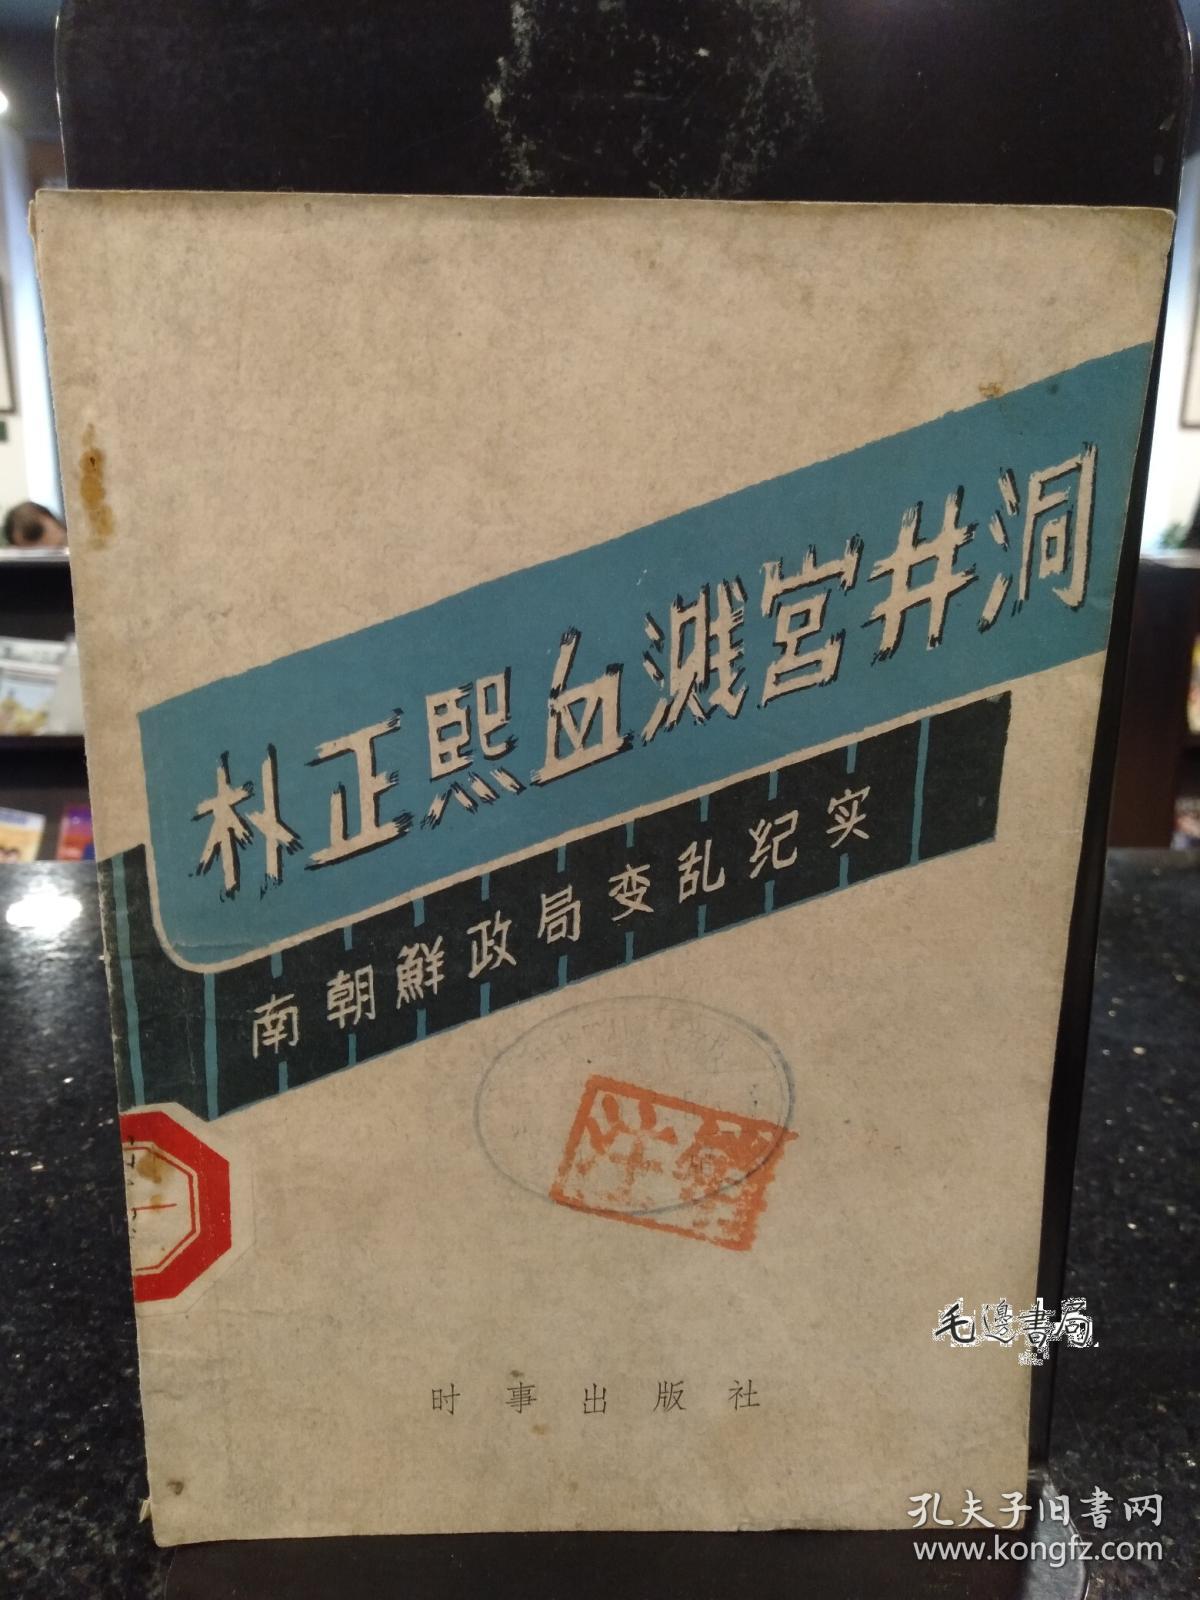 朴正熙血溅宫井洞
南朝鮮政局变乱纪实
时事出版社
毛邊書局
孔夫子旧書网
www.kongfz.com